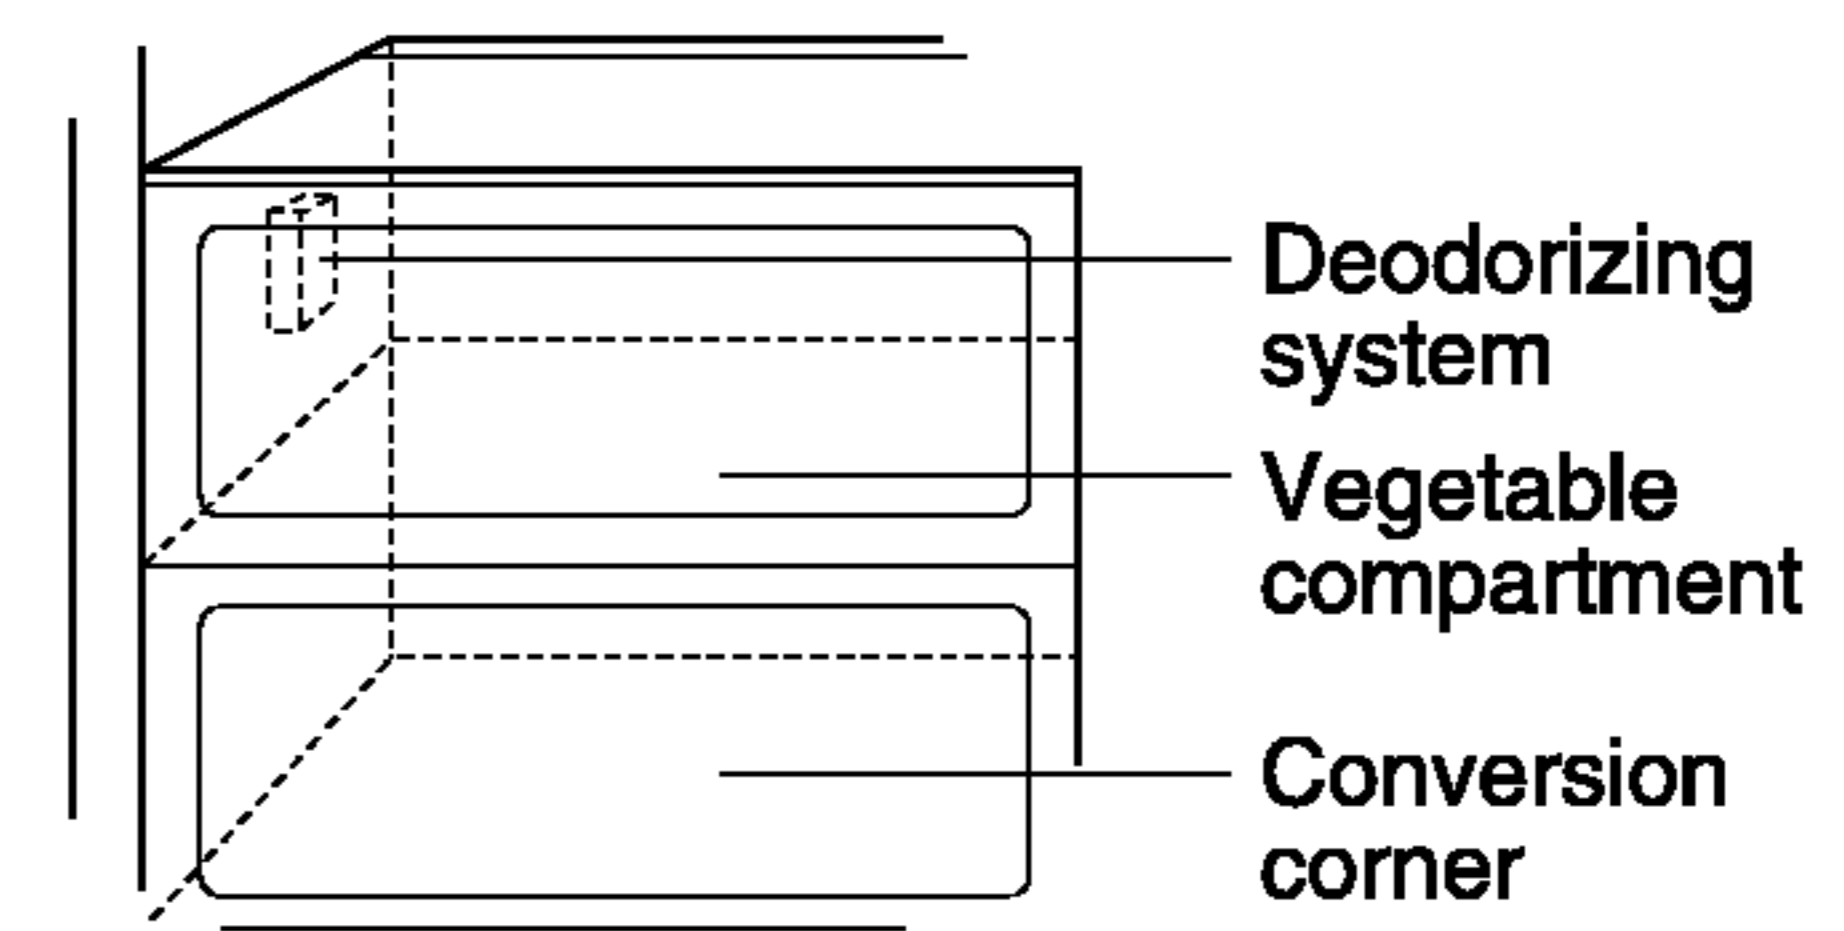 Deodorizing
system
Vegetable
compartment
Conversion
corner